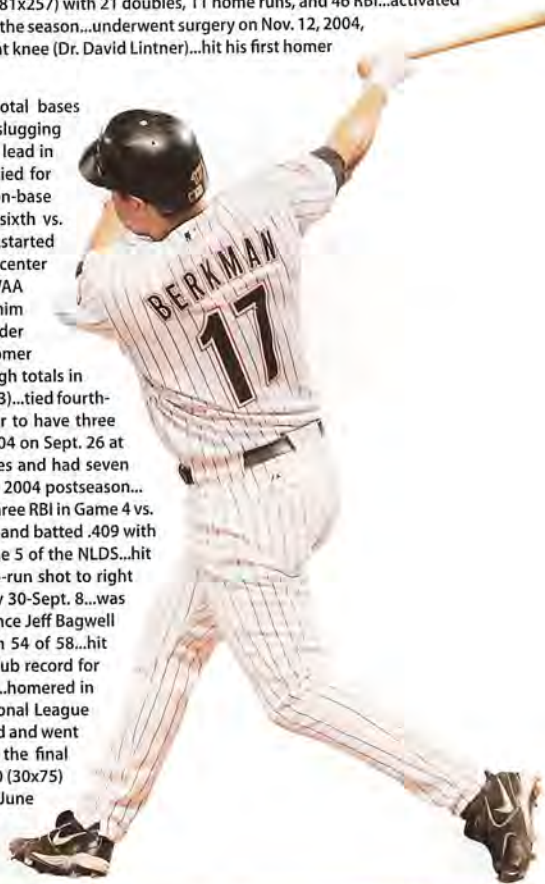 81x257) with 21 doubles, 11 home runs, and 46 RBI...activated
the season...underwent surgery on Nov. 12, 2004,
knee (Dr. David Lintner)...hit his first homer
otal bases
slugging
lead in
ied for
n-base
sixth vs.
started
center
AA
him
der
omer
gh totals in
3)...tied fourth-
r to have three
04 on Sept. 26 at
es and had seven
2004 postseason...
hree RBI in Game 4 vs.
and batted .409 with
e 5 of the NLDS...hit
-run shot to right
y 30-Sept. 8...was
nce Jeff Bagwell
n 54 of 58...hit
ub record for
...homered in
onal League
d and went
the final
0 (30x75)
June
BERKMAN
17